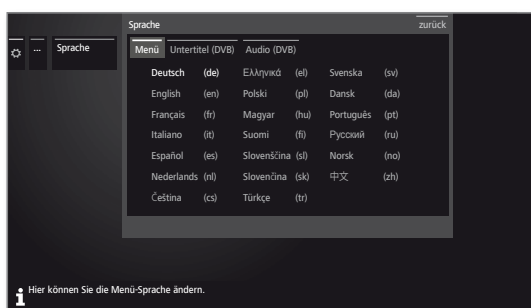 Sprache zurück
... Sprache Menü Untertitel (DVB) Audio (DVB)
Deutsch (de) Ελληνικά (el) Svenska (sv)
English (en) Polski (pl) Dansk (da)
Français (fr) Magyar (hu) Português (pt)
Italiano (it) Suomi (fi) Русский (ru)
Español (es) Slovenščina (sl) Norsk (no)
Nederlands (nl) Slovenčina (sk) 中文 (zh)
Čeština (cs) Türkçe (tr)
Hier können Sie die Menü-Sprache ändern.